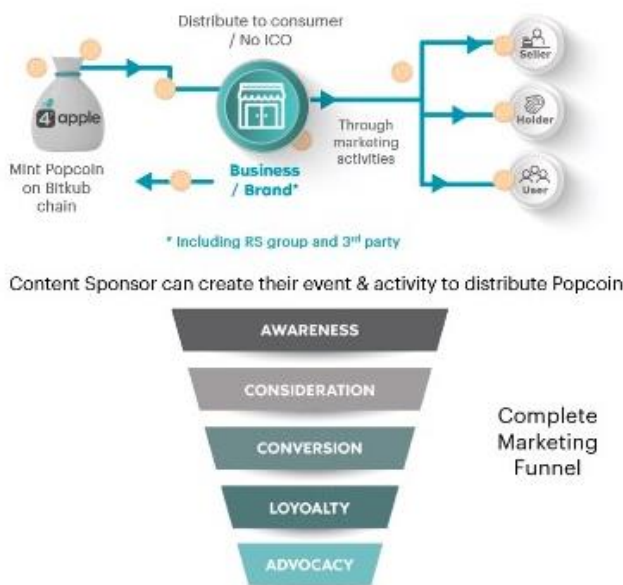 Distribute to consumer
/ No ICO
Seller
4 apple
Holder
Through
marketing
activities
Mint Popcoin
on Bitkub
chain
Business
/ Brand*
User
* Including RS group and 3rd party
Content Sponsor can create their event & activity to distribute Popcoin
AWARENESS
CONSIDERATION
CONVERSION
LOYOALTY
ADVOCACY
Complete
Marketing
Funnel